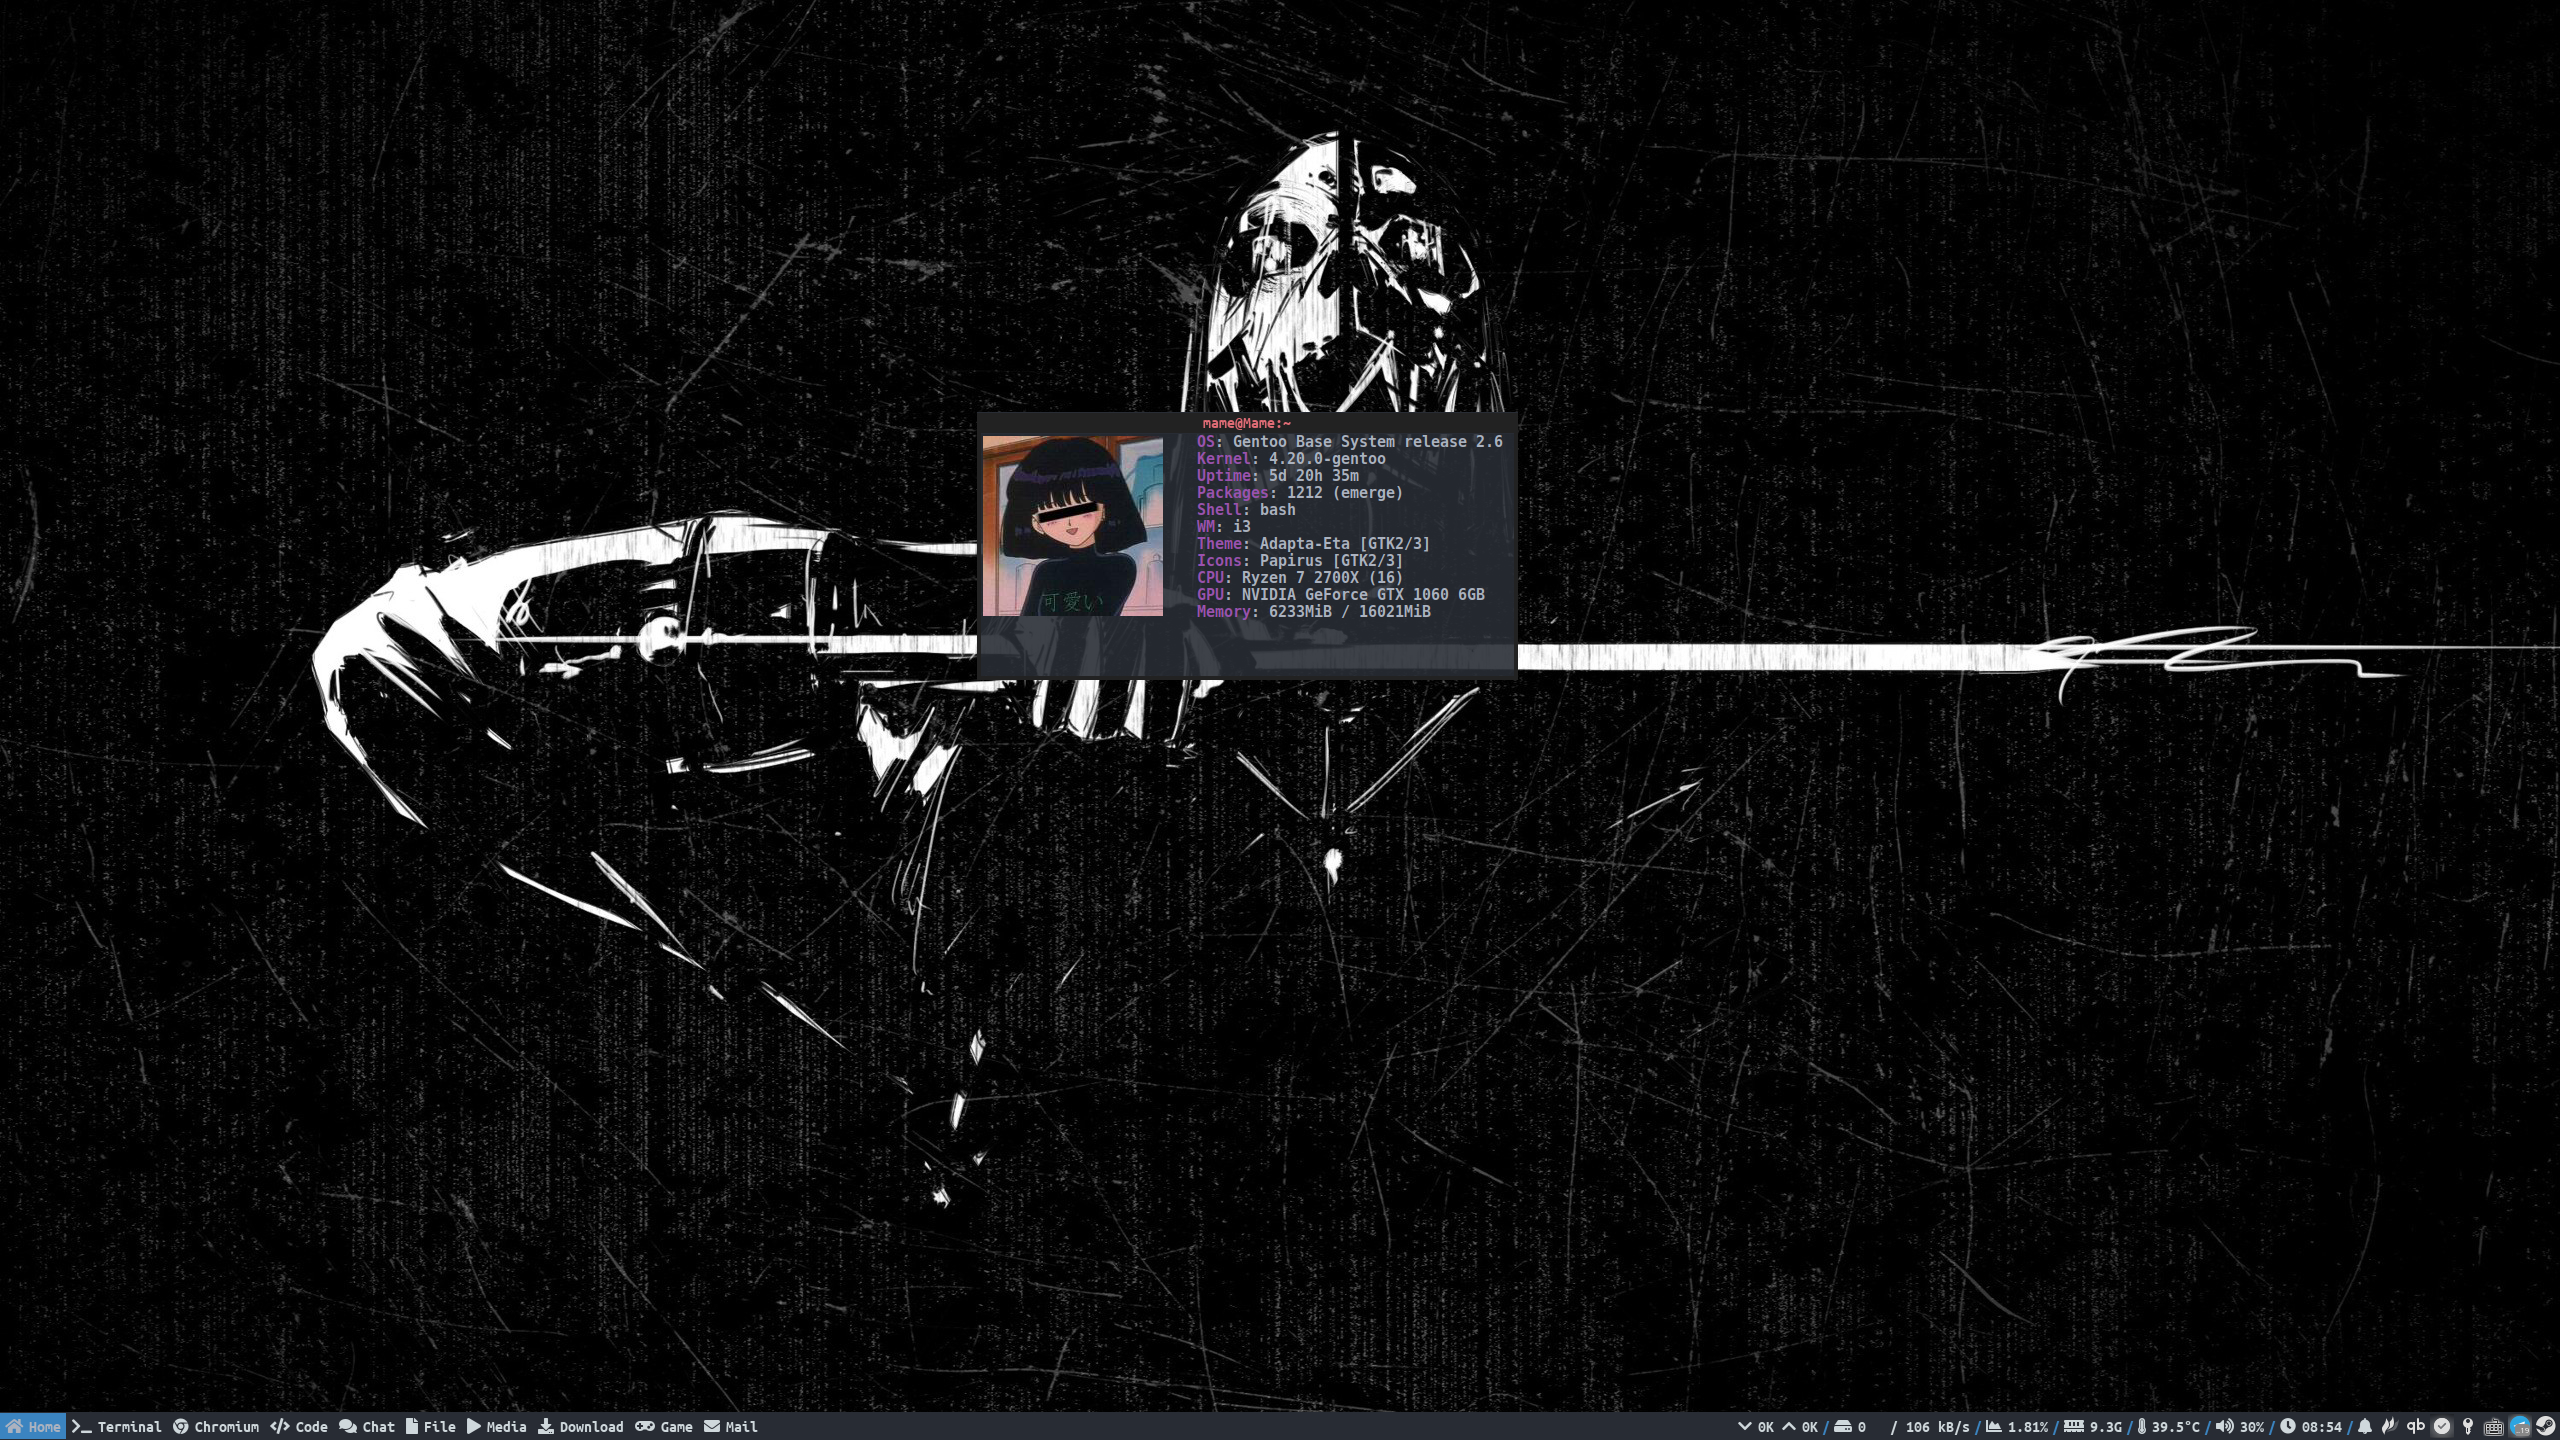 mame@Mame:~
OS: Gentoo Base System release 2.6
Kernel: 4.20.0-gentoo
Uptime: 5d 20h 35m
Packages: 1212 (emerge)
Shell: bash
WM: i3
Theme: Adapta-Eta [GTK2/3]
Icons: Papirus [GTK2/3]
CPU: Ryzen 7 2700X (16)
GPU: NVIDIA GeForce GTX 1060 6GB
Memory: 6233MiB / 16021MiB
可愛い
Home Terminal Chromium Code Chat File Media Download Game Mail 0K 0K / 0 / 106 kB/s / 1.81% / 9.3G / 39.5°C / 30% / 08:54 / qb 19